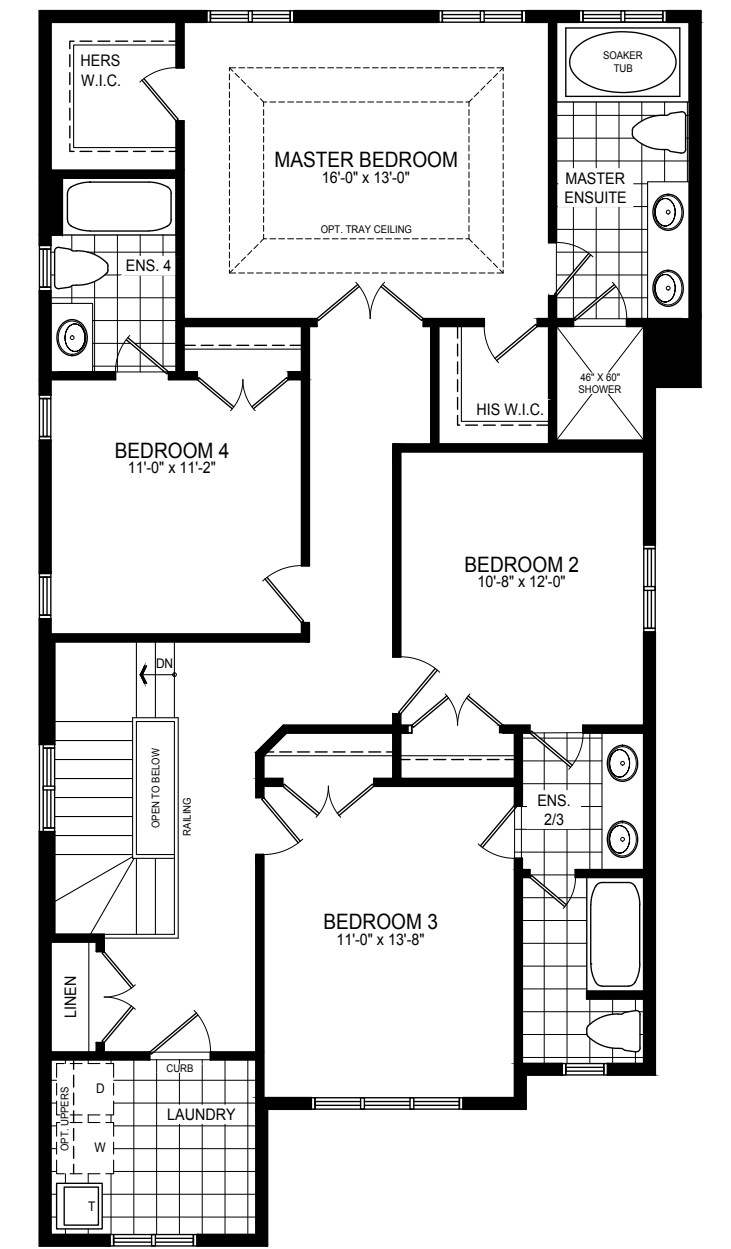 HERS
W.I.C.
SOAKER
TUB
MASTER BEDROOM
16'-0" x 13'-0"
OPT. TRAY CEILING
MASTER
ENSUITE
ENS. 4
46" X 60"
SHOWER
HIS W.I.C.
BEDROOM 4
11'-0" x 11'-2"
BEDROOM 2
10'-8" x 12'-0"
DN
OPEN TO BELOW
RAILING
ENS.
2/3
BEDROOM 3
11'-0" x 13'-8"
LINEN
CURB
OPT. UPPERS
D
LAUNDRY
W
T